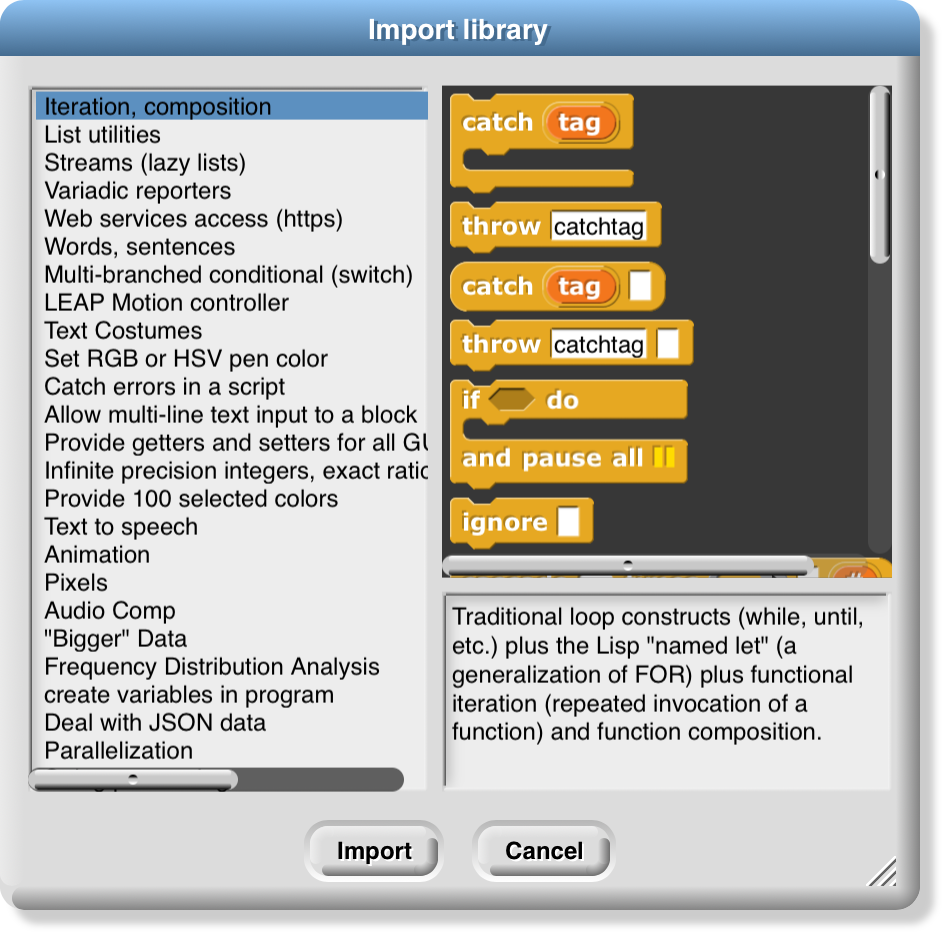 Import library
Iteration, composition
List utilities
Streams (lazy lists)
Variadic reporters
Web services access (https)
Words, sentences
Multi-branched conditional (switch)
LEAP Motion controller
Text Costumes
Set RGB or HSV pen color
Catch errors in a script
Allow multi-line text input to a block
Provide getters and setters for all GU
Infinite precision integers, exact ratio
Provide 100 selected colors
Text to speech
Animation
Pixels
Audio Comp
"Bigger" Data
Frequency Distribution Analysis
create variables in program
Deal with JSON data
Parallelization
catch tag
throw catchtag
catch tag
throw catchtag
if do
and pause all
ignore
Traditional loop constructs (while, until,
etc.) plus the Lisp "named let" (a
generalization of FOR) plus functional
iteration (repeated invocation of a
function) and function composition.
Import
Cancel